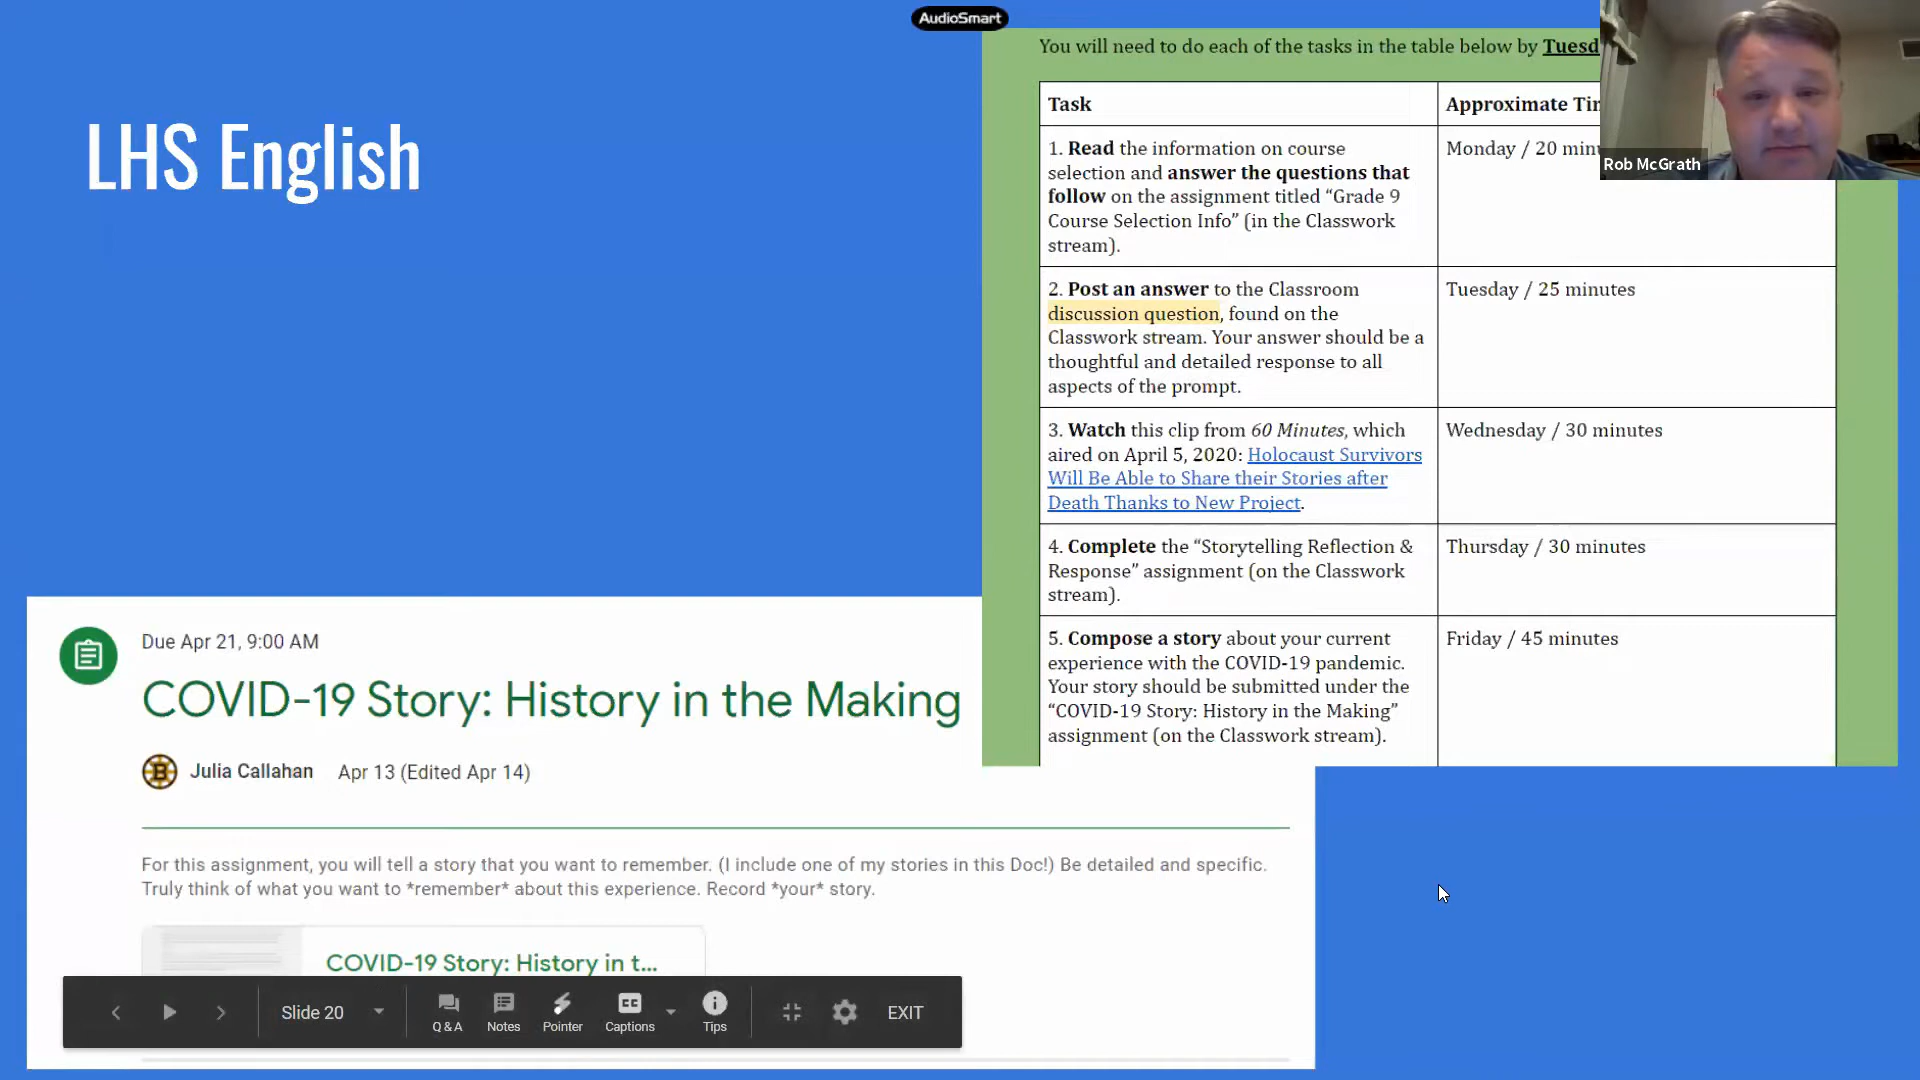 AudioSmart
LHS English
You will need to do each of the tasks in the table below by Tuesd
Task
Approximate Tir
1. Read the information on course
selection and answer the questions that
follow on the assignment titled “Grade 9
Course Selection Info” (in the Classwork
stream).
Monday / 20 minu
2. Post an answer to the Classroom
discussion question, found on the
Classwork stream. Your answer should be a
thoughtful and detailed response to all
aspects of the prompt.
Tuesday / 25 minutes
3. Watch this clip from 60 Minutes, which
aired on April 5, 2020: Holocaust Survivors
Will Be Able to Share their Stories after
Death Thanks to New Project.
Wednesday / 30 minutes
4. Complete the “Storytelling Reflection &
Response” assignment (on the Classwork
stream).
Thursday / 30 minutes
5. Compose a story about your current
experience with the COVID-19 pandemic.
Your story should be submitted under the
“COVID-19 Story: History in the Making”
assignment (on the Classwork stream).
Friday / 45 minutes
Rob McGrath
Due Apr 21, 9:00 AM
COVID-19 Story: History in the Making
B
Julia Callahan Apr 13 (Edited Apr 14)
For this assignment, you will tell a story that you want to remember. (I include one of my stories in this Doc!) Be detailed and specific.
Truly think of what you want to *remember* about this experience. Record *your* story.
COVID-19 Story: History in t...
Slide 20
Q & A
Notes
Pointer
CC
Captions
Tips
EXIT